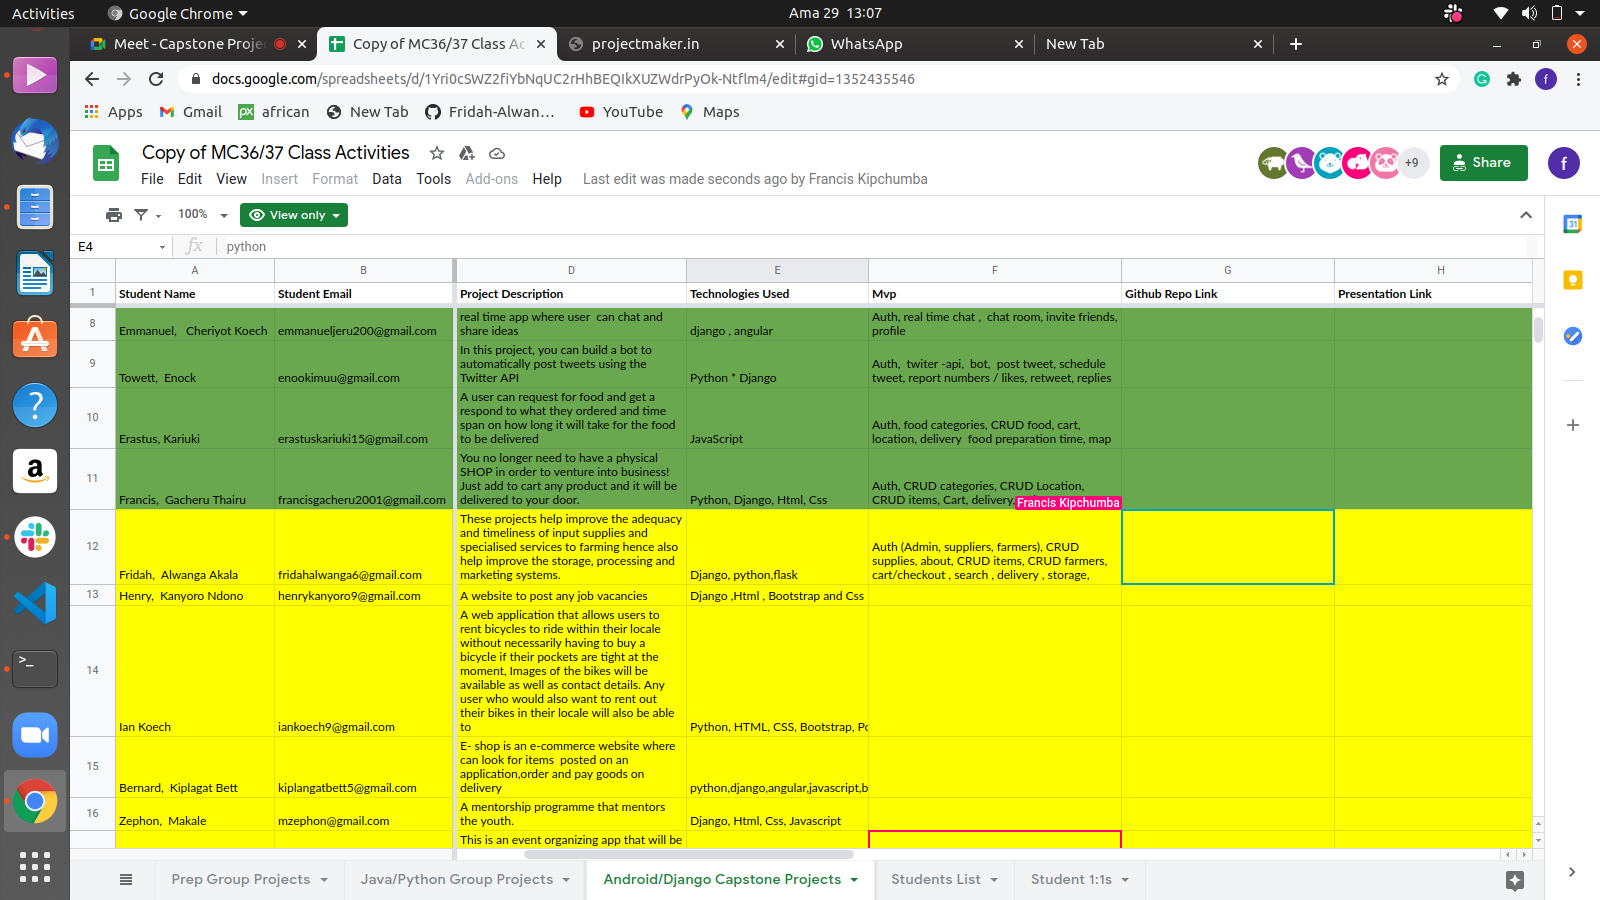 Activities Google Chrome Ama 29 13:07
Meet - Capstone Proje Copy of MC36/37 Class Ac projectmaker.in WhatsApp New Tab
docs.google.com/spreadsheets/d/1Yri0cSWZ2fiYbNqUC2rHhBEQIkXUZWdrPyOk-Ntflm4/edit#gid=1352435546
Apps Gmail african New Tab Fridah-Alwan... YouTube Maps
Copy of MC36/37 Class Activities
+9 Share f
File Edit View Insert Format Data Tools Add-ons Help Last edit was made seconds ago by Francis Kipchumba
100% View only
E4 fx python
A B D E F G H
1 Student Name Student Email Project Description Technologies Used Mvp Github Repo Link Presentation Link
8 Emmanuel, Cheriyot Koech emmanueljeru200@gmail.com
real time app where user can chat and
share ideas
django , angular
Auth, real time chat , chat room, invite friends,
profile
9 Towett, Enock enookimuu@gmail.com
In this project, you can build a bot to
automatically post tweets using the
Twitter API
Python * Django
Auth, twiter -api, bot, post tweet, schedule
tweet, report numbers / likes, retweet, replies
10 Erastus, Kariuki erastuskariuki15@gmail.com
A user can request for food and get a
respond to what they ordered and time
span on how long it will take for the food
to be delivered
JavaScript
Auth, food categories, CRUD food, cart,
location, delivery food preparation time, map
11 Francis, Gacheru Thairu francisgacheru2001@gmail.com
You no longer need to have a physical
SHOP in order to venture into business!
Just add to cart any product and it will be
delivered to your door.
Python, Django, Html, Css
Auth, CRUD categories, CRUD Location,
CRUD items, Cart, delivery,
Francis Kipchumba
12 Fridah, Alwanga Akala fridahalwanga6@gmail.com
These projects help improve the adequacy
and timeliness of input supplies and
specialised services to farming hence also
help improve the storage, processing and
marketing systems.
Django, python,flask
Auth (Admin, suppliers, farmers), CRUD
supplies, about, CRUD items, CRUD farmers,
cart/checkout , search , delivery , storage,
13 Henry, Kanyoro Ndono henrykanyoro9@gmail.com A website to post any job vacancies Django ,Html , Bootstrap and Css
14 Ian Koech iankoech9@gmail.com
A web application that allows users to
rent bicycles to ride within their locale
without necessarily having to buy a
bicycle if their pockets are tight at the
moment, Images of the bikes will be
available as well as contact details. Any
user who would also want to rent out
their bikes in their locale will also be able
to
Python, HTML, CSS, Bootstrap, Po
15 Bernard, Kiplagat Bett kiplangatbett5@gmail.com
E- shop is an e-commerce website where
can look for items posted on an
application,order and pay goods on
delivery
python,django,angular,javascript,b
16 Zephon, Makale mzephon@gmail.com
A mentorship programme that mentors
the youth.
Django, Html, Css, Javascript
This is an event organizing app that will be
Prep Group Projects Java/Python Group Projects Android/Django Capstone Projects Students List Student 1:1s